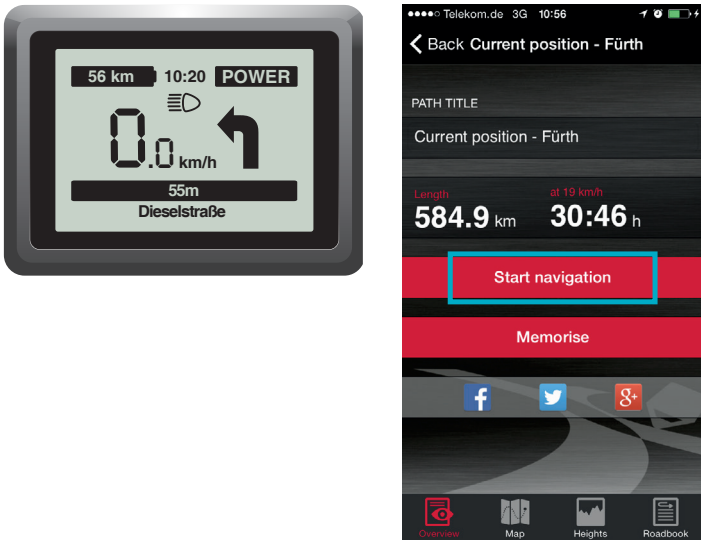 56 km 10:20 POWER
0.0 km/h
55m
Dieselstraße
Telekom.de 3G 10:56
Back Current position - Fürth
PATH TITLE
Current position - Fürth
Length at 19 km/h
584.9 km 30:46 h
Start navigation
Memorise
f 8+
Overview Map Heights Roadbook